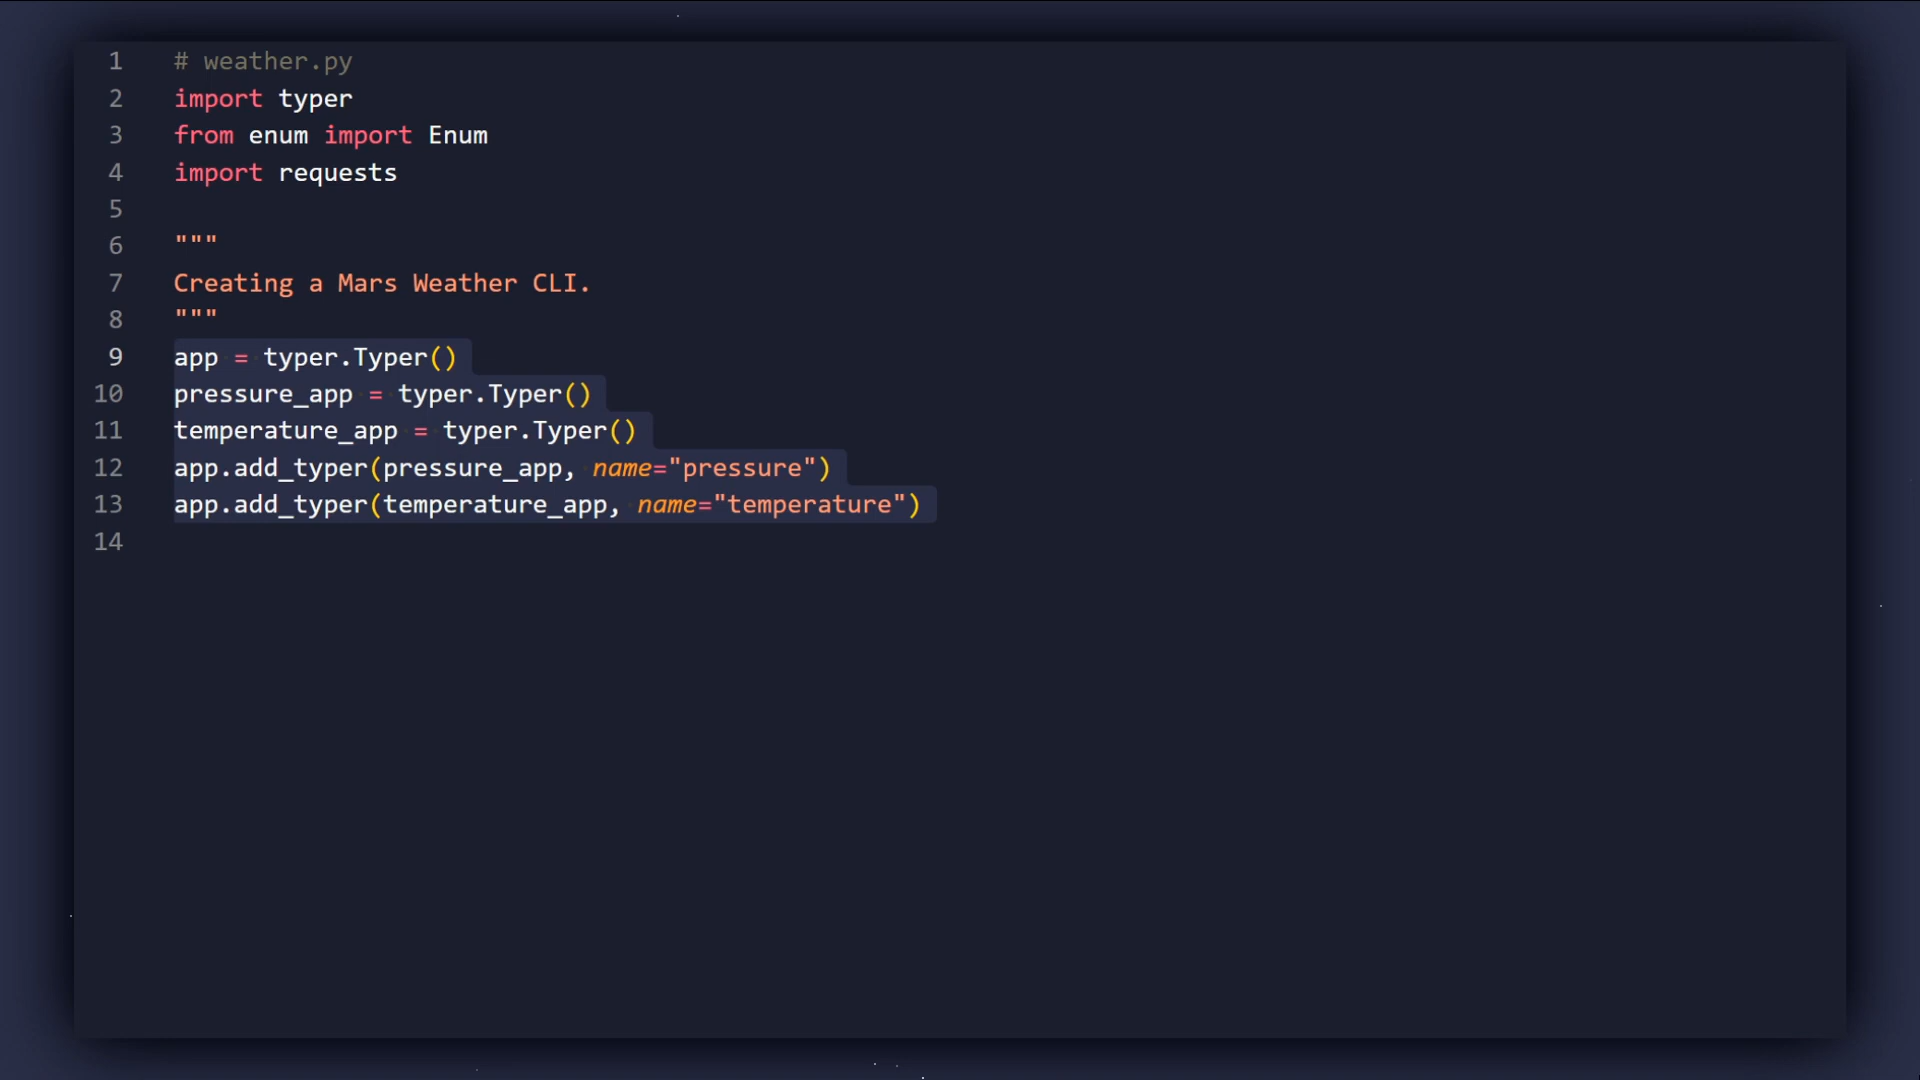 1 # weather.py
2 import typer
3 from enum import Enum
4 import requests
5
6 """
7 Creating a Mars Weather CLI.
8 """
9 app = typer.Typer()
10 pressure_app = typer.Typer()
11 temperature_app = typer.Typer()
12 app.add_typer(pressure_app, name="pressure")
13 app.add_typer(temperature_app, name="temperature")
14